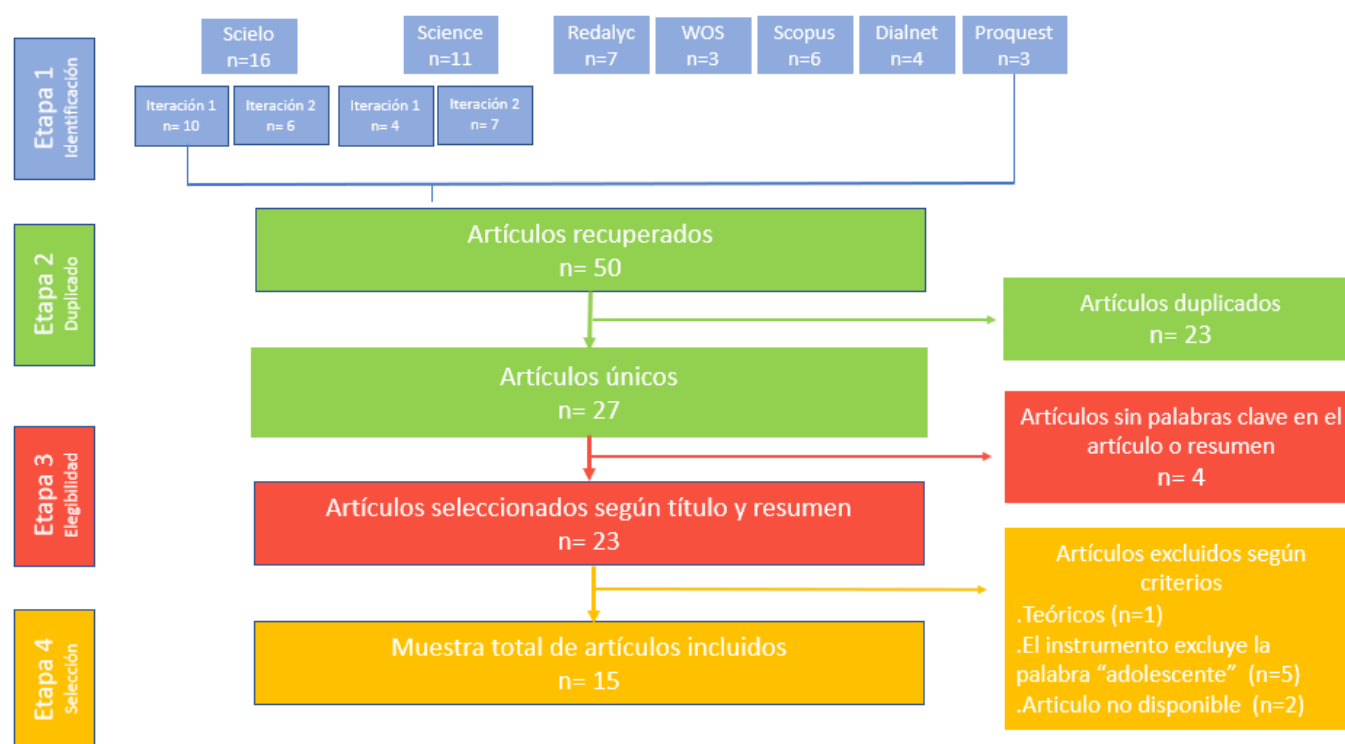 Etapa 1
Identificación
Scielo
n=16
Science
n=11
Redalyc
n=7
WOS
n=3
Scopus
n=6
Dialnet
n=4
Proquest
n=3
Iteración 1
n= 10
Iteración 2
n= 6
Iteración 1
n= 4
Iteración 2
n= 7
Etapa 2
Duplicado
Artículos recuperados
n= 50
Artículos duplicados
n= 23
Artículos únicos
n= 27
Etapa 3
Elegibilidad
Artículos sin palabras clave en el
artículo o resumen
n= 4
Artículos seleccionados según título y resumen
n= 23
Etapa 4
Selección
Artículos excluidos según
criterios
.Teóricos (n=1)
.El instrumento excluye la
palabra “adolescente” (n=5)
.Articulo no disponible (n=2)
Muestra total de artículos incluidos
n= 15